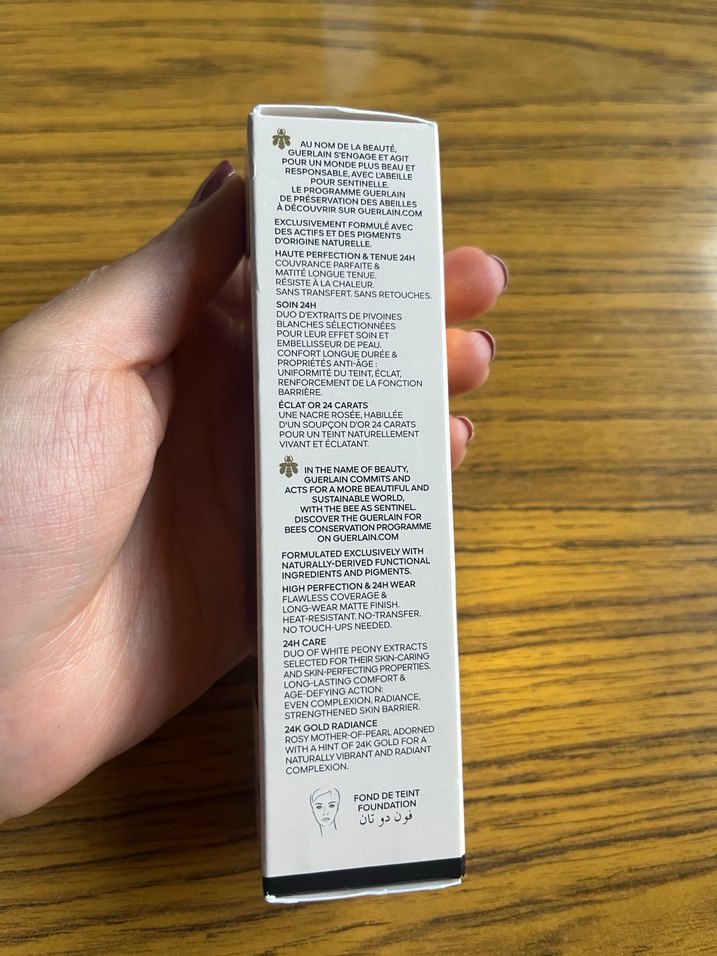 AU NOM DE LA BEAUTÉ,
GUERLAIN S'ENGAGE ET AGIT
POUR UN MONDE PLUS BEAU ET
RESPONSABLE, AVEC L'ABEILLE
POUR SENTINELLE.
LE PROGRAMME GUERLAIN
DE PRÉSERVATION DES ABEILLES
À DÉCOUVRIR SUR GUERLAIN.COM
EXCLUSIVEMENT FORMULÉ AVEC
DES ACTIFS ET DES PIGMENTS
D'ORIGINE NATURELLE.
HAUTE PERFECTION & TENUE 24H
COUVRANCE PARFAITE &
MATITÉ LONGUE TENUE.
RÉSISTE À LA CHALEUR.
SANS TRANSFERT. SANS RETOUCHES.
SOIN 24H
DUO D'EXTRAITS DE PIVOINES
BLANCHES SÉLECTIONNÉES
POUR LEUR EFFET SOIN ET
EMBELLISSEUR DE PEAU.
CONFORT LONGUE DURÉE &
PROPRIÉTÉS ANTI-ÂGE :
UNIFORMITÉ DU TEINT, ÉCLAT,
RENFORCEMENT DE LA FONCTION
BARRIÈRE.
ÉCLAT OR 24 CARATS
UNE NACRE ROSÉE, HABILLÉE
D'UN SOUPÇON D'OR 24 CARATS
POUR UN TEINT NATURELLEMENT
VIVANT ET ÉCLATANT.
IN THE NAME OF BEAUTY,
GUERLAIN COMMITS AND
ACTS FOR A MORE BEAUTIFUL AND
SUSTAINABLE WORLD,
WITH THE BEE AS SENTINEL.
DISCOVER THE GUERLAIN FOR
BEES CONSERVATION PROGRAMME
ON GUERLAIN.COM
FORMULATED EXCLUSIVELY WITH
NATURALLY-DERIVED FUNCTIONAL
INGREDIENTS AND PIGMENTS.
HIGH PERFECTION & 24H WEAR
FLAWLESS COVERAGE &
LONG-WEAR MATTE FINISH.
HEAT-RESISTANT. NO-TRANSFER.
NO TOUCH-UPS NEEDED.
24H CARE
DUO OF WHITE PEONY EXTRACTS
SELECTED FOR THEIR SKIN-CARING
AND SKIN-PERFECTING PROPERTIES.
LONG-LASTING COMFORT &
AGE-DEFYING ACTION:
EVEN COMPLEXION, RADIANCE,
STRENGTHENED SKIN BARRIER.
24K GOLD RADIANCE
ROSY MOTHER-OF-PEARL ADORNED
WITH A HINT OF 24K GOLD FOR A
NATURALLY VIBRANT AND RADIANT
COMPLEXION.
FOND DE TEINT
FOUNDATION
فون دو تان